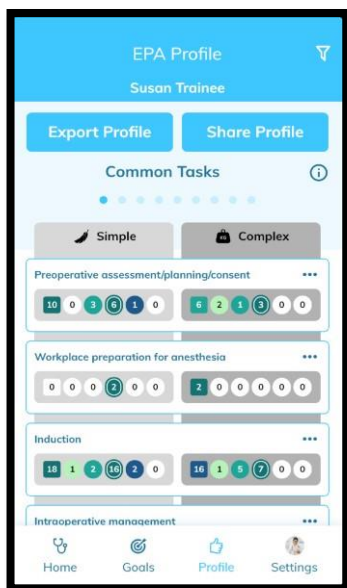 EPA Profile
Susan Trainee
Export Profile Share Profile
Common Tasks
Simple Complex
Preoperative assessment/planning/consent
10 0 3 6 1 0 6 2 1 3 0 0
Workplace preparation for anesthesia
0 0 0 2 0 0 2 0 0 0 0 0
Induction
18 1 2 16 2 0 16 1 5 7 0 0
Intraoperative management
Home Goals Profile Settings